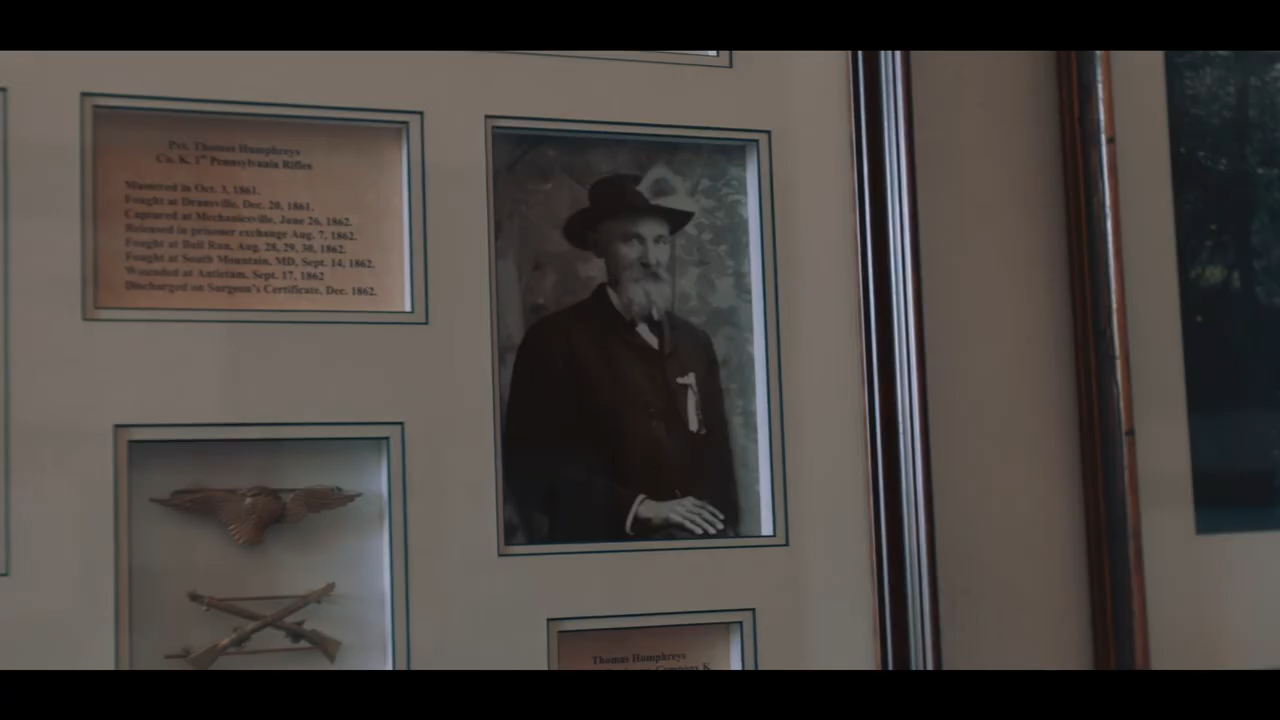 Pvt. Thomas Humphreys
Co. K, 1st Pennsylvania Rifles
Mustered in Oct. 3, 1861.
Fought at Dransville, Dec. 20, 1861.
Captured at Mechanicsville, June 26, 1862.
Released in prisoner exchange Aug. 7, 1862.
Fought at Bull Run, Aug. 28, 29, 30, 1862.
Fought at South Mountain, MD, Sept. 14, 1862.
Wounded at Antietam, Sept. 17, 1862
Discharged on Surgeon's Certificate, Dec. 1862.
Thomas Humphreys
Company K